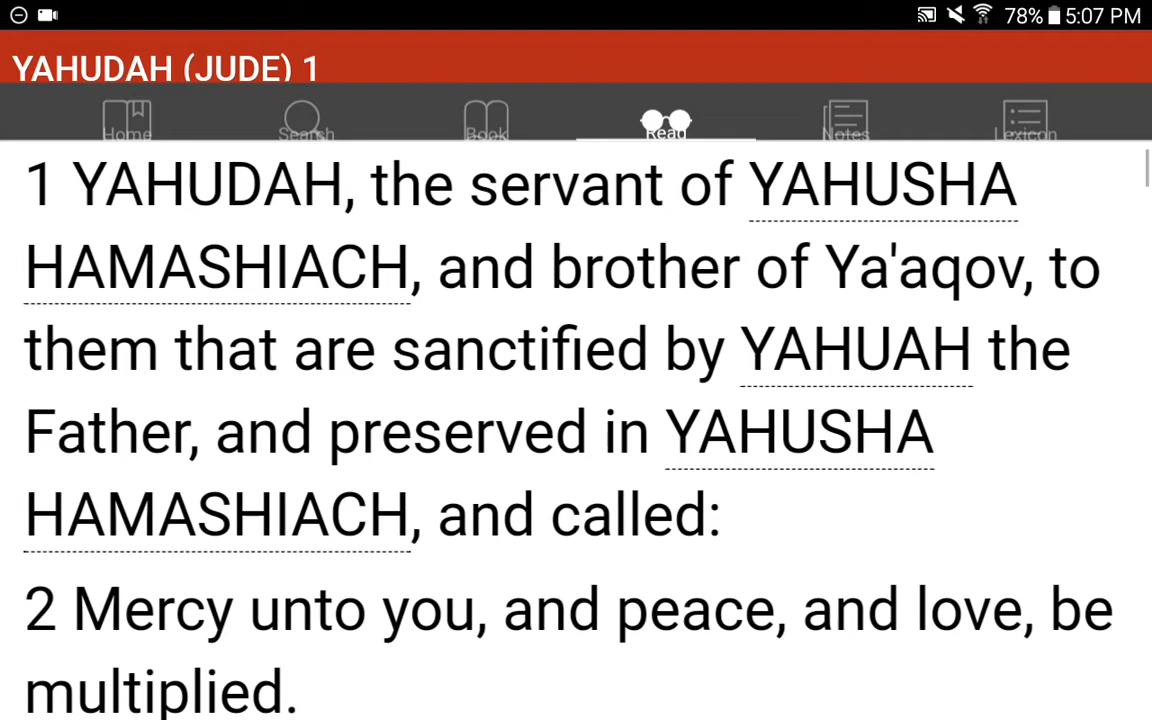 78% 5:07 PM
YAHUDAH (JUDE) 1
Home Search Book Read Notes Lexicon
1 YAHUDAH, the servant of YAHUSHA
HAMASHIACH, and brother of Ya'aqov, to
them that are sanctified by YAHUAH the
Father, and preserved in YAHUSHA
HAMASHIACH, and called:
2 Mercy unto you, and peace, and love, be
multiplied.